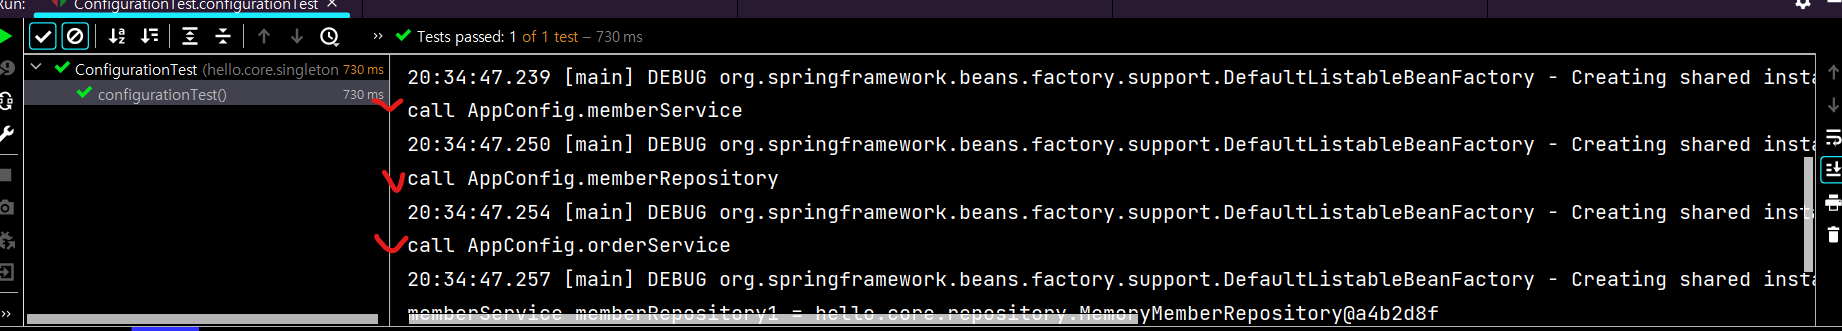 Run: ConfigurationTest.configurationTest ×
» Tests passed: 1 of 1 test – 730 ms
ConfigurationTest (hello.core.singleton 730 ms
configurationTest() 730 ms
20:34:47.239 [main] DEBUG org.springframework.beans.factory.support.DefaultListableBeanFactory - Creating shared insta
call AppConfig.memberService
20:34:47.250 [main] DEBUG org.springframework.beans.factory.support.DefaultListableBeanFactory - Creating shared insta
call AppConfig.memberRepository
20:34:47.254 [main] DEBUG org.springframework.beans.factory.support.DefaultListableBeanFactory - Creating shared insta
call AppConfig.orderService
20:34:47.257 [main] DEBUG org.springframework.beans.factory.support.DefaultListableBeanFactory - Creating shared insta
memberService memberRepository1 = hello.core.repository.MemoryMemberRepository@a4b2d8f
»